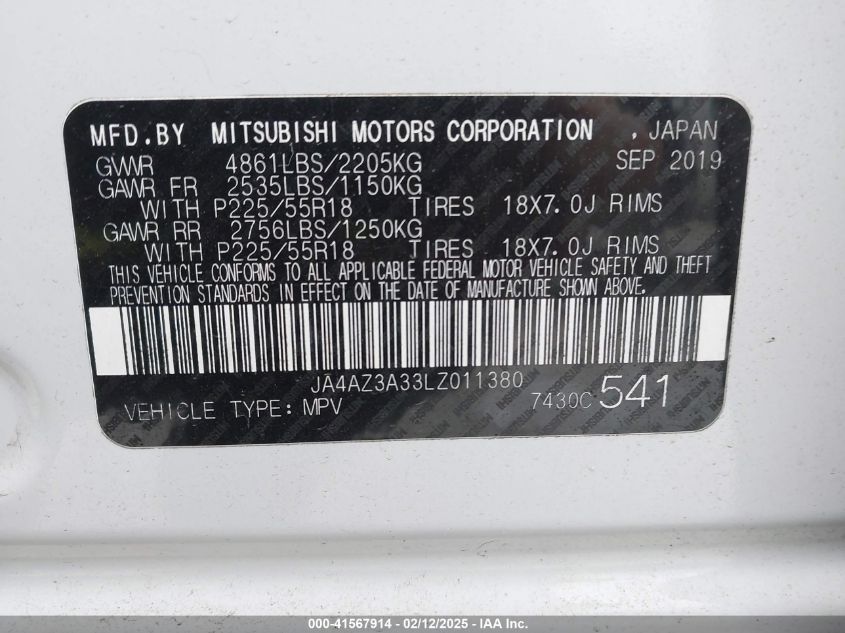 MFD.BY MITSUBISHI MOTORS CORPORATION , JAPAN
GVWR 4861LBS/2205KG SEP 2019
GAWR FR 2535LBS/1150KG
WITH P225/55R18 TIRES 18X7.0J RIMS
GAWR RR 2756LBS/1250KG
WITH P225/55R18 TIRES 18X7.0J RIMS
THIS VEHICLE CONFORMS TO ALL APPLICABLE FEDERAL MOTOR VEHICLE SAFETY AND THEFT
PREVENTION STANDARDS IN EFFECT ON THE DATE OF MANUFACTURE SHOWN ABOVE.
JA4AZ3A33LZ011380
VEHICLE TYPE: MPV 7430C 541
000-41567914 - 02/12/2025 - IAA Inc.